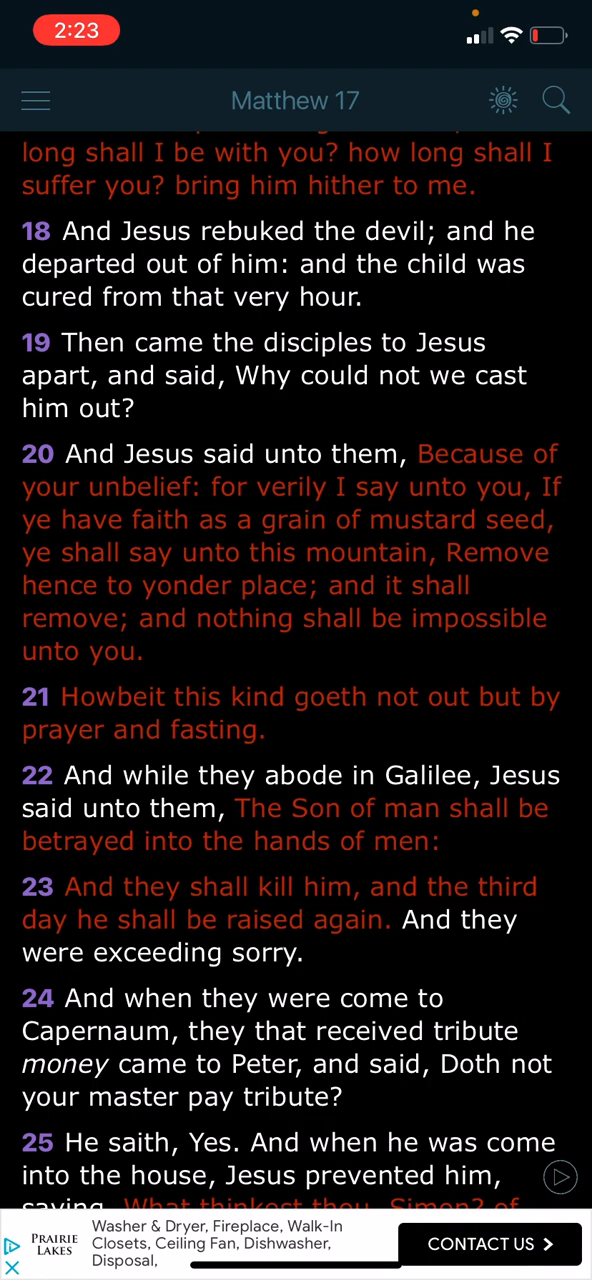 2:23
Matthew 17
long shall I be with you? how long shall I
suffer you? bring him hither to me.
18 And Jesus rebuked the devil; and he
departed out of him: and the child was
cured from that very hour.
19 Then came the disciples to Jesus
apart, and said, Why could not we cast
him out?
20 And Jesus said unto them, Because of
your unbelief: for verily I say unto you, If
ye have faith as a grain of mustard seed,
ye shall say unto this mountain, Remove
hence to yonder place; and it shall
remove; and nothing shall be impossible
unto you.
21 Howbeit this kind goeth not out but by
prayer and fasting.
22 And while they abode in Galilee, Jesus
said unto them, The Son of man shall be
betrayed into the hands of men:
23 And they shall kill him, and the third
day he shall be raised again. And they
were exceeding sorry.
24 And when they were come to
Capernaum, they that received tribute
money came to Peter, and said, Doth not
your master pay tribute?
25 He saith, Yes. And when he was come
into the house, Jesus prevented him,
saying, What thinkest thou, Simon? of
PRAIRIE
LAKES
Washer & Dryer, Fireplace, Walk-In
Closets, Ceiling Fan, Dishwasher,
Disposal,
CONTACT US